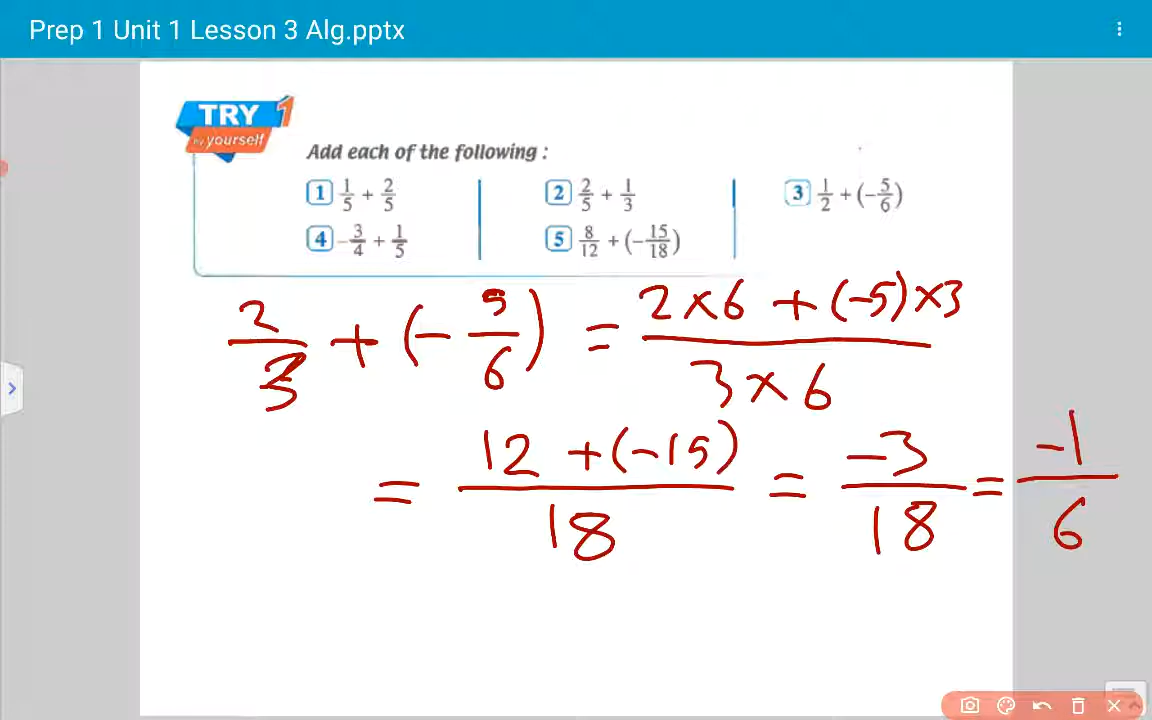 Prep 1 Unit 1 Lesson 3 Alg.pptx
TRY 1
by yourself
Add each of the following :
1 1/5 + 2/5 2 2/5 + 1/3 3 1/2 + (-5/6)
4 -3/4 + 1/5 5 8/12 + (-15/18)
2/3 + (-5/6) = (2 × 6 + (-5) × 3)/(3 × 6)
= (12 + (-15))/18 = -3/18 = -1/6